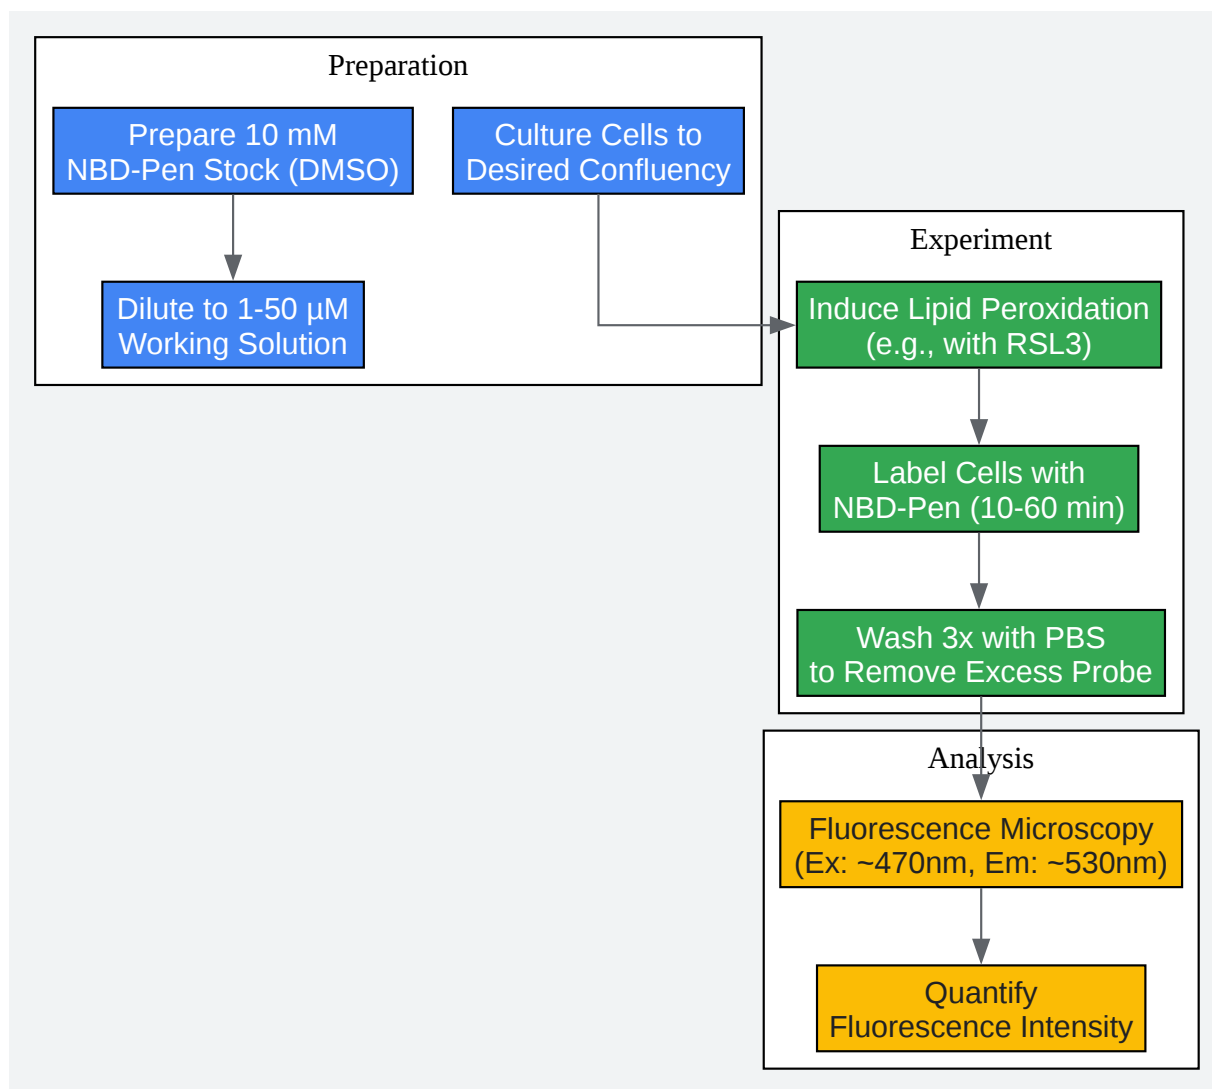 Preparation
Prepare 10 mM
NBD-Pen Stock (DMSO)
Culture Cells to
Desired Confluency
Dilute to 1-50 µM
Working Solution
Experiment
Induce Lipid Peroxidation
(e.g., with RSL3)
Label Cells with
NBD-Pen (10-60 min)
Wash 3x with PBS
to Remove Excess Probe
Analysis
Fluorescence Microscopy
(Ex: ~470nm, Em: ~530nm)
Quantify
Fluorescence Intensity